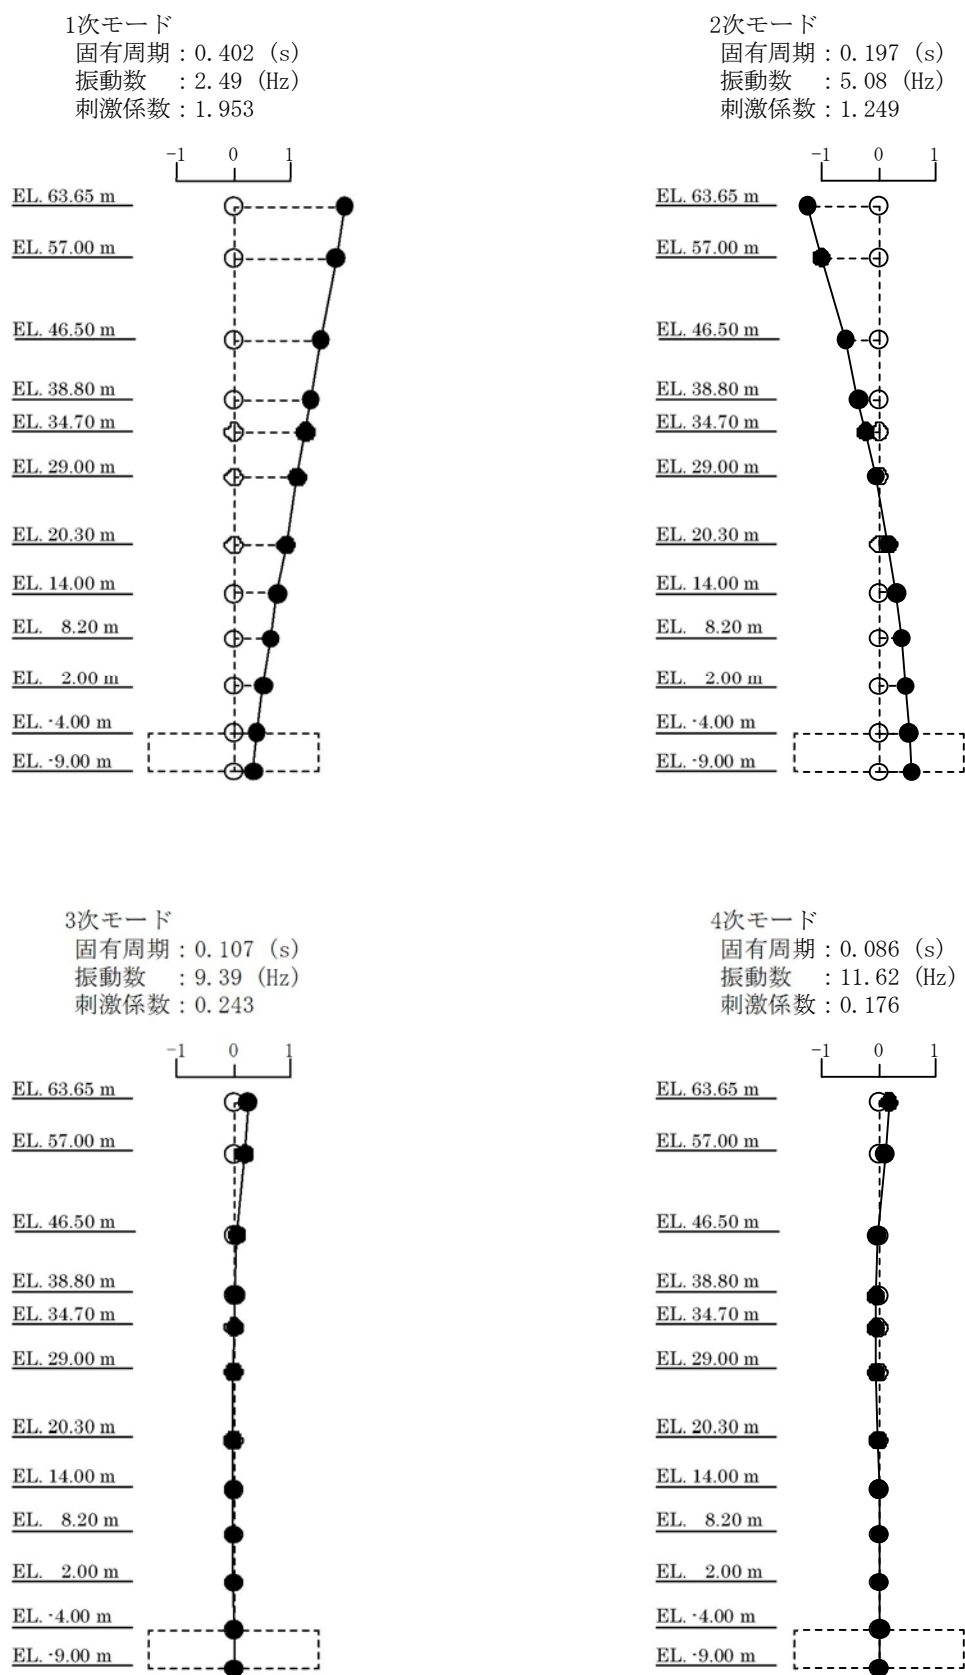 1次モード
固有周期：0.402 (s)
振動数　：2.49 (Hz)
刺激係数：1.953
-1 0 1
EL. 63.65 m
EL. 57.00 m
EL. 46.50 m
EL. 38.80 m
EL. 34.70 m
EL. 29.00 m
EL. 20.30 m
EL. 14.00 m
EL. 8.20 m
EL. 2.00 m
EL. -4.00 m
EL. -9.00 m
2次モード
固有周期：0.197 (s)
振動数　：5.08 (Hz)
刺激係数：1.249
-1 0 1
EL. 63.65 m
EL. 57.00 m
EL. 46.50 m
EL. 38.80 m
EL. 34.70 m
EL. 29.00 m
EL. 20.30 m
EL. 14.00 m
EL. 8.20 m
EL. 2.00 m
EL. -4.00 m
EL. -9.00 m
3次モード
固有周期：0.107 (s)
振動数　：9.39 (Hz)
刺激係数：0.243
-1 0 1
EL. 63.65 m
EL. 57.00 m
EL. 46.50 m
EL. 38.80 m
EL. 34.70 m
EL. 29.00 m
EL. 20.30 m
EL. 14.00 m
EL. 8.20 m
EL. 2.00 m
EL. -4.00 m
EL. -9.00 m
4次モード
固有周期：0.086 (s)
振動数　：11.62 (Hz)
刺激係数：0.176
-1 0 1
EL. 63.65 m
EL. 57.00 m
EL. 46.50 m
EL. 38.80 m
EL. 34.70 m
EL. 29.00 m
EL. 20.30 m
EL. 14.00 m
EL. 8.20 m
EL. 2.00 m
EL. -4.00 m
EL. -9.00 m